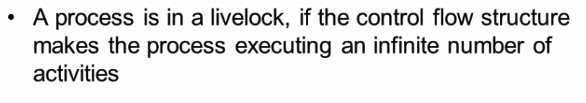 • A process is in a livelock, if the control flow structure
makes the process executing an infinite number of
activities